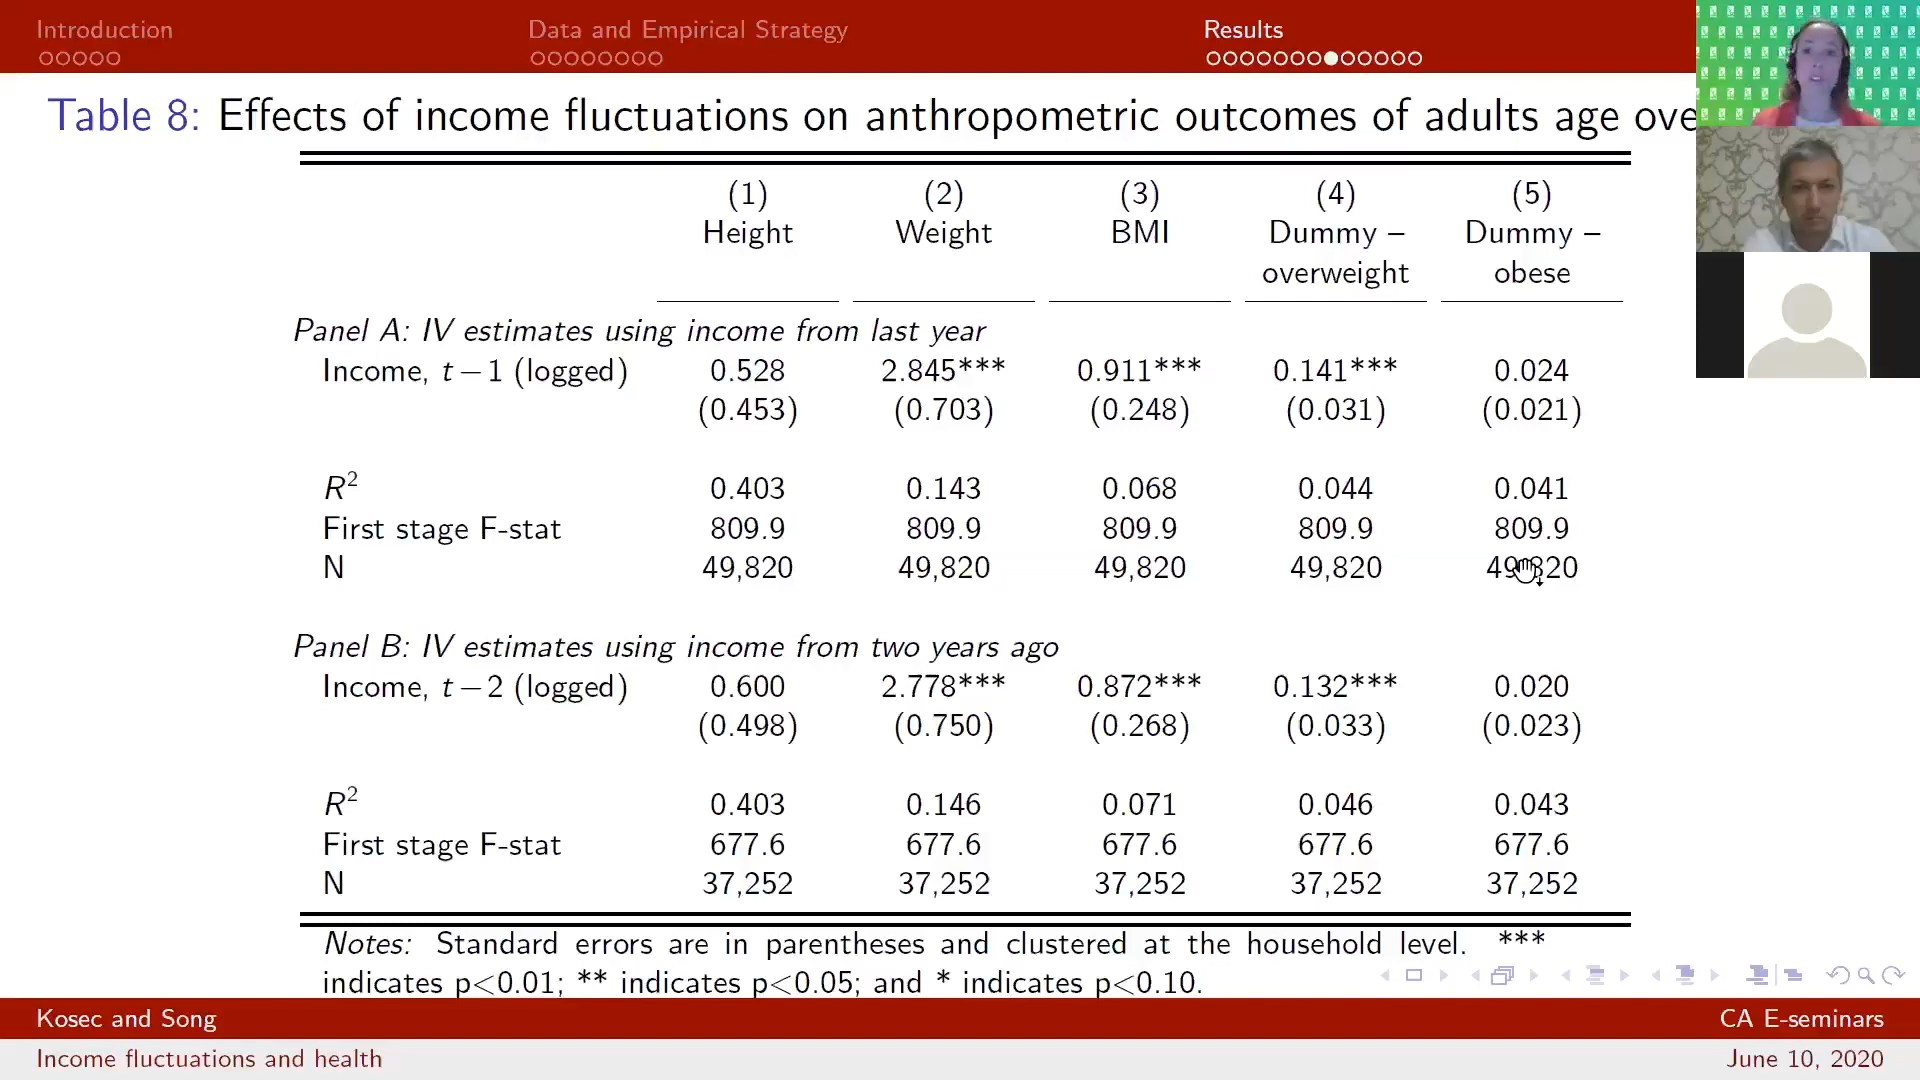 Introduction
Data and Empirical Strategy
Results
Table 8: Effects of income fluctuations on anthropometric outcomes of adults age ove
(1) (2) (3) (4) (5)
Height Weight BMI Dummy – Dummy –
overweight obese
Panel A: IV estimates using income from last year
Income, t − 1 (logged) 0.528 2.845*** 0.911*** 0.141*** 0.024
(0.453) (0.703) (0.248) (0.031) (0.021)
R² 0.403 0.143 0.068 0.044 0.041
First stage F-stat 809.9 809.9 809.9 809.9 809.9
N 49,820 49,820 49,820 49,820 49,820
Panel B: IV estimates using income from two years ago
Income, t − 2 (logged) 0.600 2.778*** 0.872*** 0.132*** 0.020
(0.498) (0.750) (0.268) (0.033) (0.023)
R² 0.403 0.146 0.071 0.046 0.043
First stage F-stat 677.6 677.6 677.6 677.6 677.6
N 37,252 37,252 37,252 37,252 37,252
Notes: Standard errors are in parentheses and clustered at the household level. ***
indicates p<0.01; ** indicates p<0.05; and * indicates p<0.10.
Kosec and Song
CA E-seminars
Income fluctuations and health
June 10, 2020